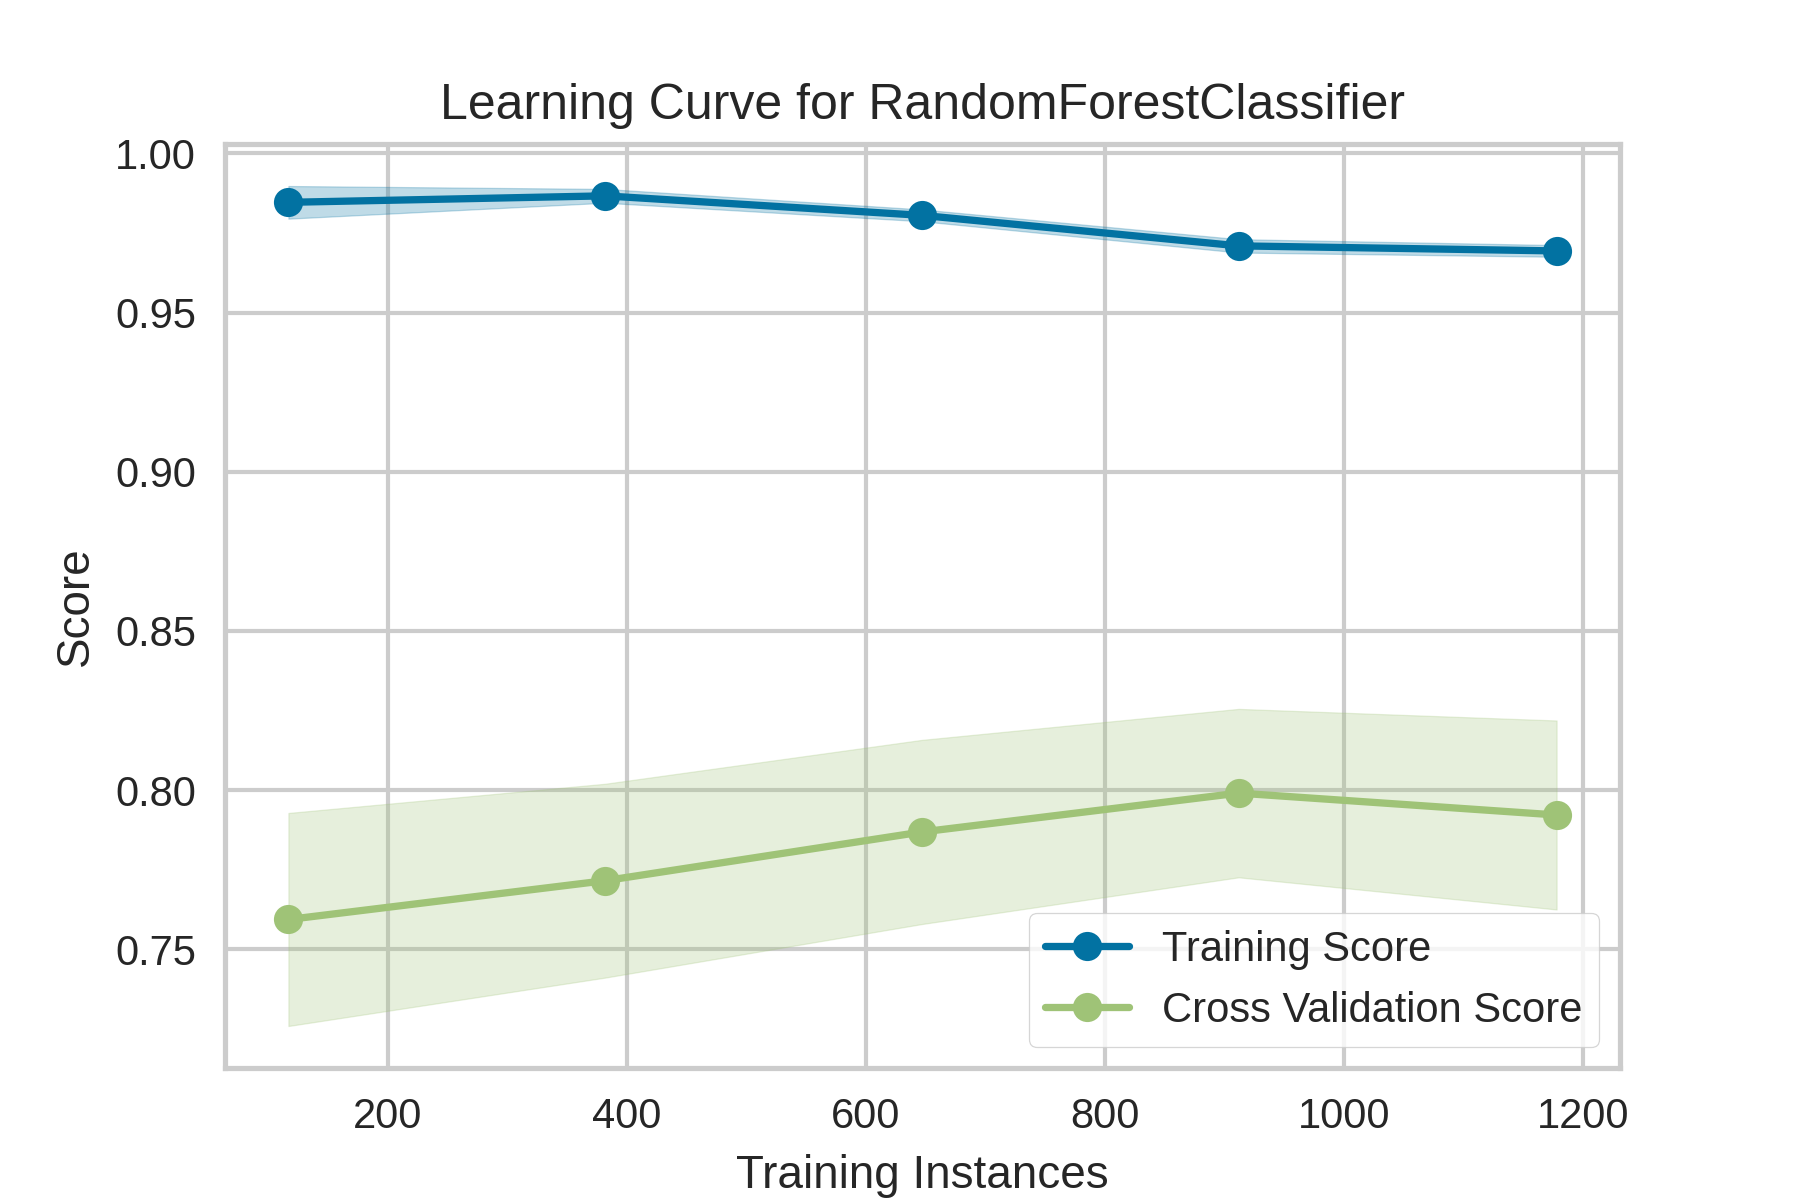 Learning Curve for RandomForestClassifier
1.00
0.95
0.90
0.85
0.80
0.75
Score
Training Score
Cross Validation Score
200 400 600 800 1000 1200
Training Instances